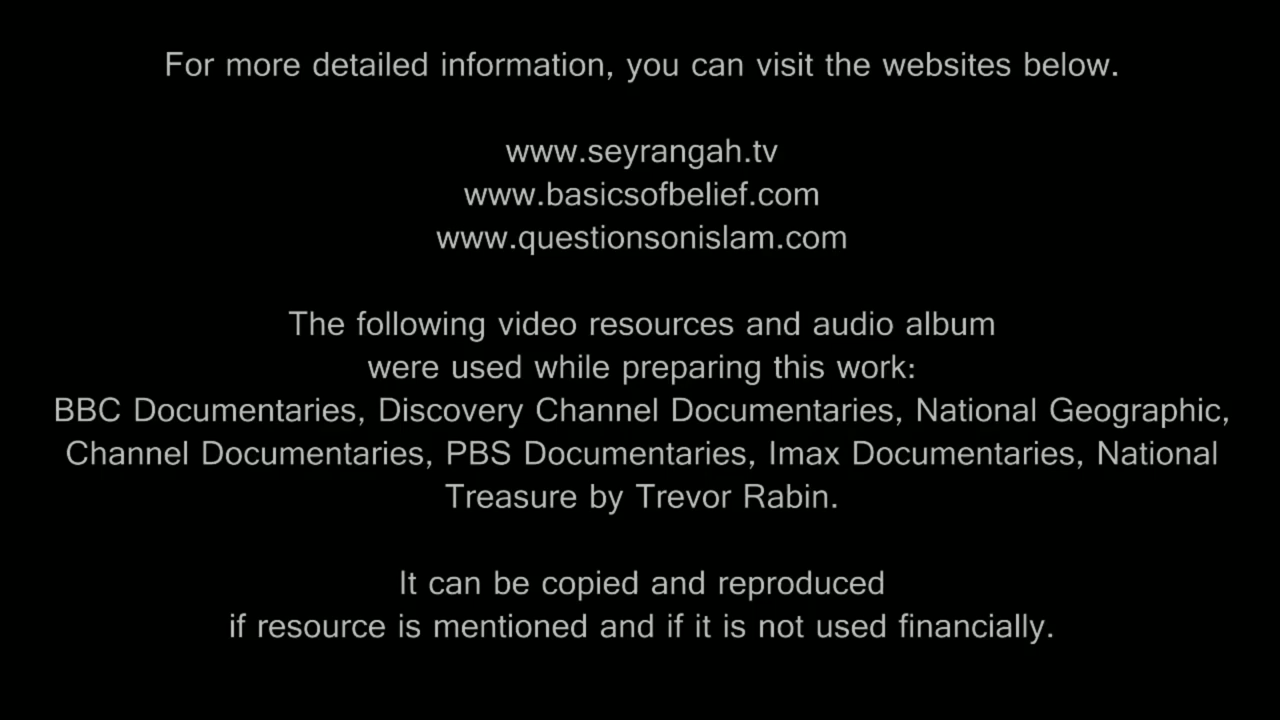 For more detailed information, you can visit the websites below.
www.seyrangah.tv
www.basicsofbelief.com
www.questionsonislam.com
The following video resources and audio album
were used while preparing this work:
BBC Documentaries, Discovery Channel Documentaries, National Geographic,
Channel Documentaries, PBS Documentaries, Imax Documentaries, National
Treasure by Trevor Rabin.
It can be copied and reproduced
if resource is mentioned and if it is not used financially.